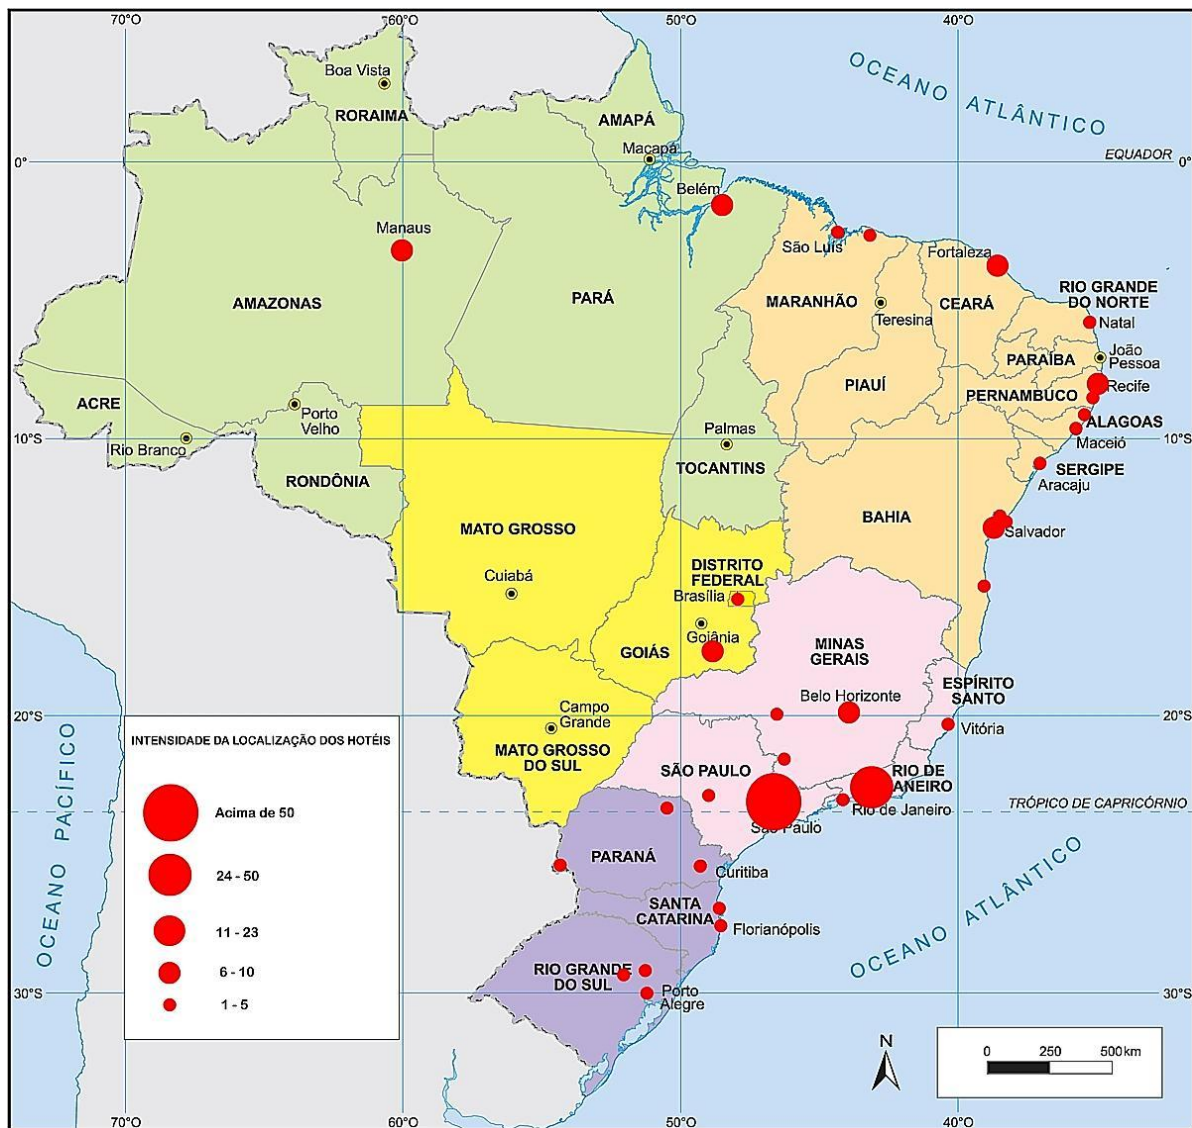 70°O
60°O
50°O
40°O
OCEANO ATLÂNTICO
Boa Vista
RORAIMA
AMAPÁ
Macapá
EQUADOR
0°
0°
Belém
Manaus
São Luís
Fortaleza
AMAZONAS
PARÁ
MARANHÃO
CEARÁ
RIO GRANDE
DO NORTE
Teresina
Natal
PARAÍBA
João
Pessoa
PIAUÍ
PERNAMBUCO
Recife
ACRE
Porto
Velho
Palmas
ALAGOAS
Maceió
10°S
10°S
Rio Branco
TOCANTINS
SERGIPE
Aracaju
RONDÔNIA
MATO GROSSO
BAHIA
Salvador
Cuiabá
DISTRITO
FEDERAL
Brasília
GOIÁS
Goiânia
MINAS
GERAIS
ESPÍRITO
SANTO
Campo
Grande
Belo Horizonte
20°S
20°S
Vitória
MATO GROSSO
DO SUL
SÃO PAULO
RIO DE
ANEIRO
Rio de Janeiro
TRÓPICO DE CAPRICÓRNIO
São Paulo
PARANÁ
Curitiba
SANTA
CATARINA
Florianópolis
RIO GRANDE
DO SUL
Porto
Alegre
30°S
30°S
OCEANO PACÍFICO
OCEANO ATLÂNTICO
INTENSIDADE DA LOCALIZAÇÃO DOS HOTÉIS
Acima de 50
24 - 50
11 - 23
6 - 10
1 - 5
N
0 250 500 km
70°O
60°O
50°O
40°O